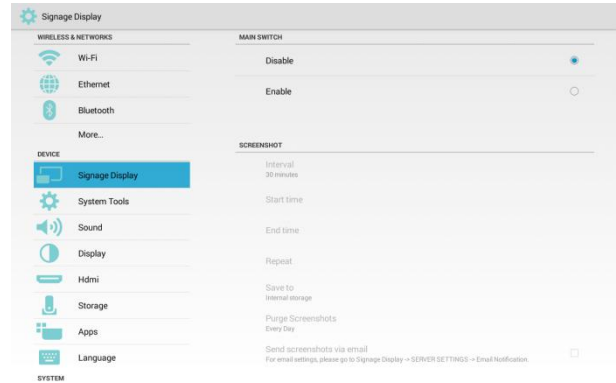 Signage Display
WIRELESS & NETWORKS
Wi-Fi
Ethernet
Bluetooth
More...
DEVICE
Signage Display
System Tools
Sound
Display
Hdmi
Storage
Apps
Language
SYSTEM
MAIN SWITCH
Disable
Enable
SCREENSHOT
Interval
30 minutes
Start time
End time
Repeat
Save to
Internal storage
Purge Screenshots
Every Day
Send screenshots via email
For email settings, please go to Signage Display -> SERVER SETTINGS -> Email Notification.